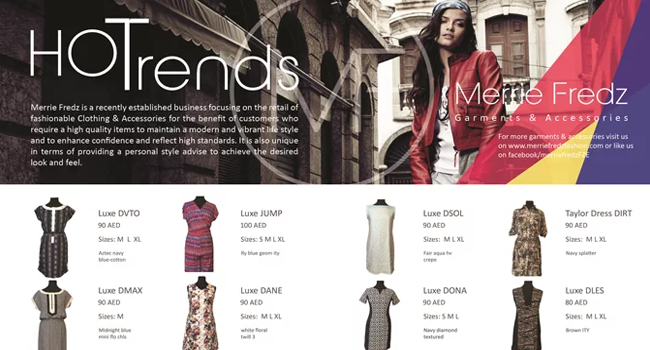 HOTrends
Merrie Fredz is a recently established business focusing on the retail of
fashionable Clothing & Accessories for the benefit of customers who
require a high quality items to maintain a modern and vibrant life style
and to enhance confidence and reflect high standards. It is also unique
in terms of providing a personal style advise to achieve the desired
look and feel.
Merrie Fredz
Garments & Accessories
For more garments & accessories visit us
on www.merriefredzfashion.com or like us
on facebook/merriefredzFZE
Luxe DVTO
90 AED
Sizes: M L XL
Aztec navy
blue-cotton
Luxe JUMP
100 AED
Sizes: S M L XL
Ity blue geom ity
Luxe DSOL
90 AED
Sizes: M L XL
Fair aqua tw
crepe
Taylor Dress DIRT
90 AED
Sizes: M L XL
Navy splatter
Luxe DMAX
90 AED
Sizes: M
Midnight blue
mini flo chls
Luxe DANE
90 AED
Sizes: M L XL
white floral
twill 3
Luxe DONA
90 AED
Sizes: S M L
Navy diamond
textured
Luxe DLES
80 AED
Sizes: M L XL
Brown ITY